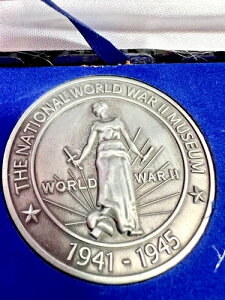 THE NATIONAL WORLD WAR II MUSEUM
WORLD WAR II
1941 - 1945